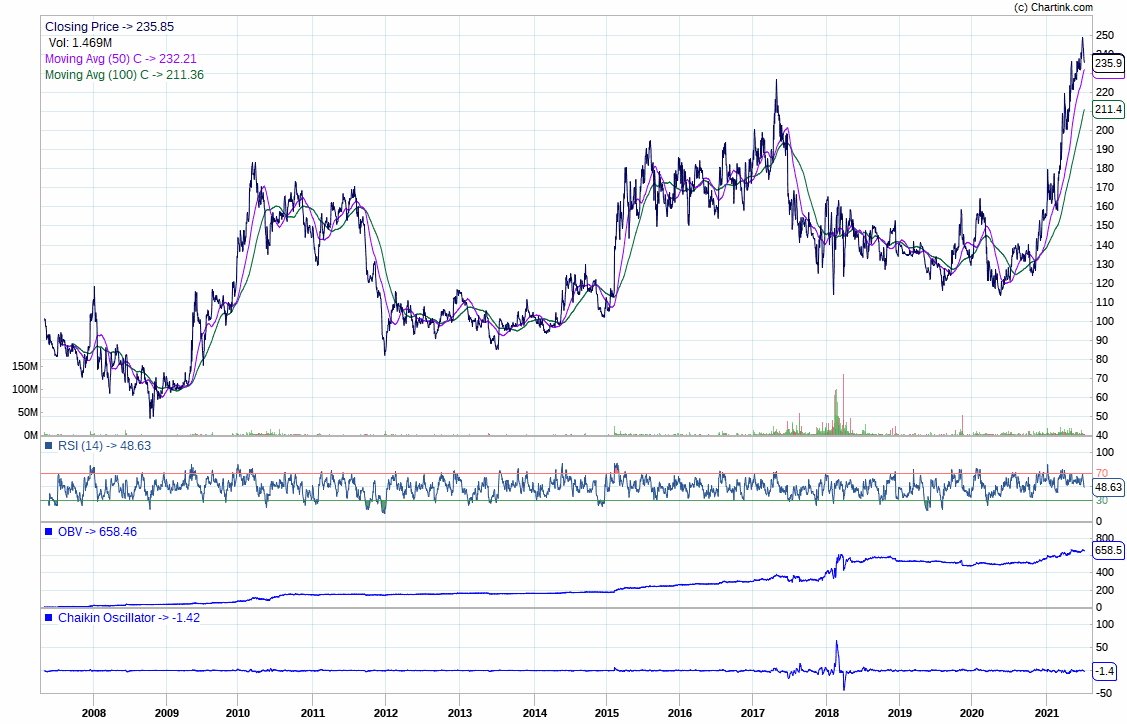 (c) Chartink.com
Closing Price -> 235.85
Vol: 1.469M
Moving Avg (50) C -> 232.21
Moving Avg (100) C -> 211.36
250
235.9
220
211.4
200
190
180
170
160
150
140
130
120
110
100
90
80
70
60
50
40
150M
100M
50M
0M
RSI (14) -> 48.63
100
70
48.63
30
0
OBV -> 658.46
800
658.5
400
200
0
Chaikin Oscillator -> -1.42
100
50
-1.4
-50
2008 2009 2010 2011 2012 2013 2014 2015 2016 2017 2018 2019 2020 2021